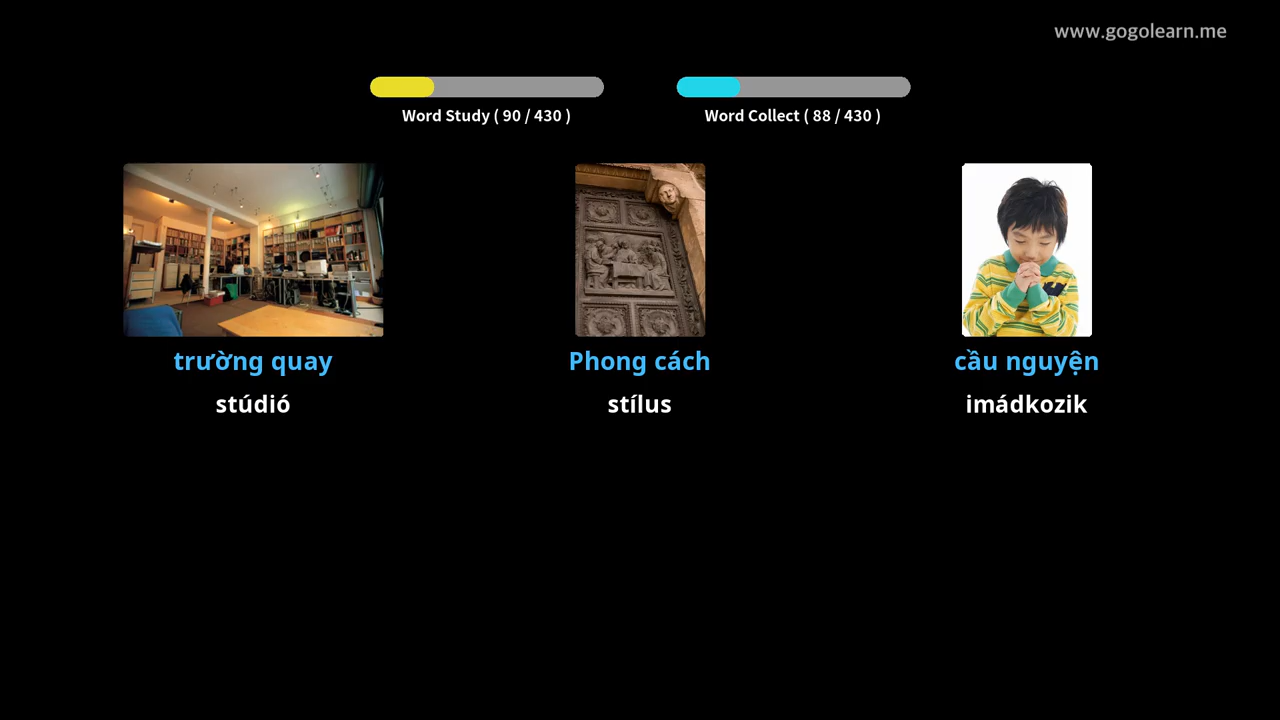 www.gogolearn.me
Word Study ( 90 / 430 )
Word Collect ( 88 / 430 )
trường quay
Phong cách
cầu nguyện
stúdió
stílus
imádkozik